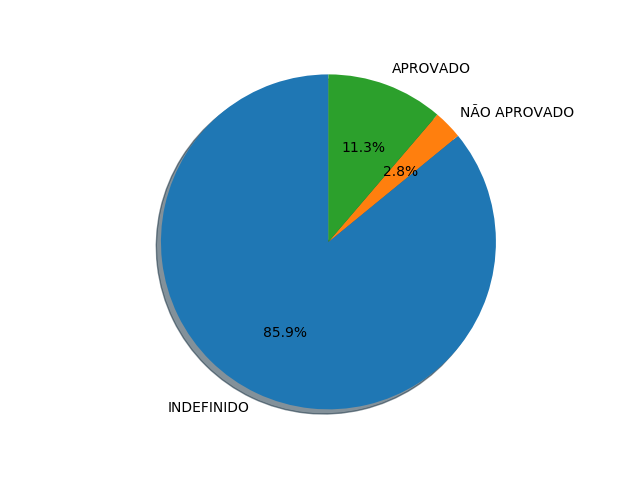 APROVADO
NÃO APROVADO
11.3%
2.8%
85.9%
INDEFINIDO